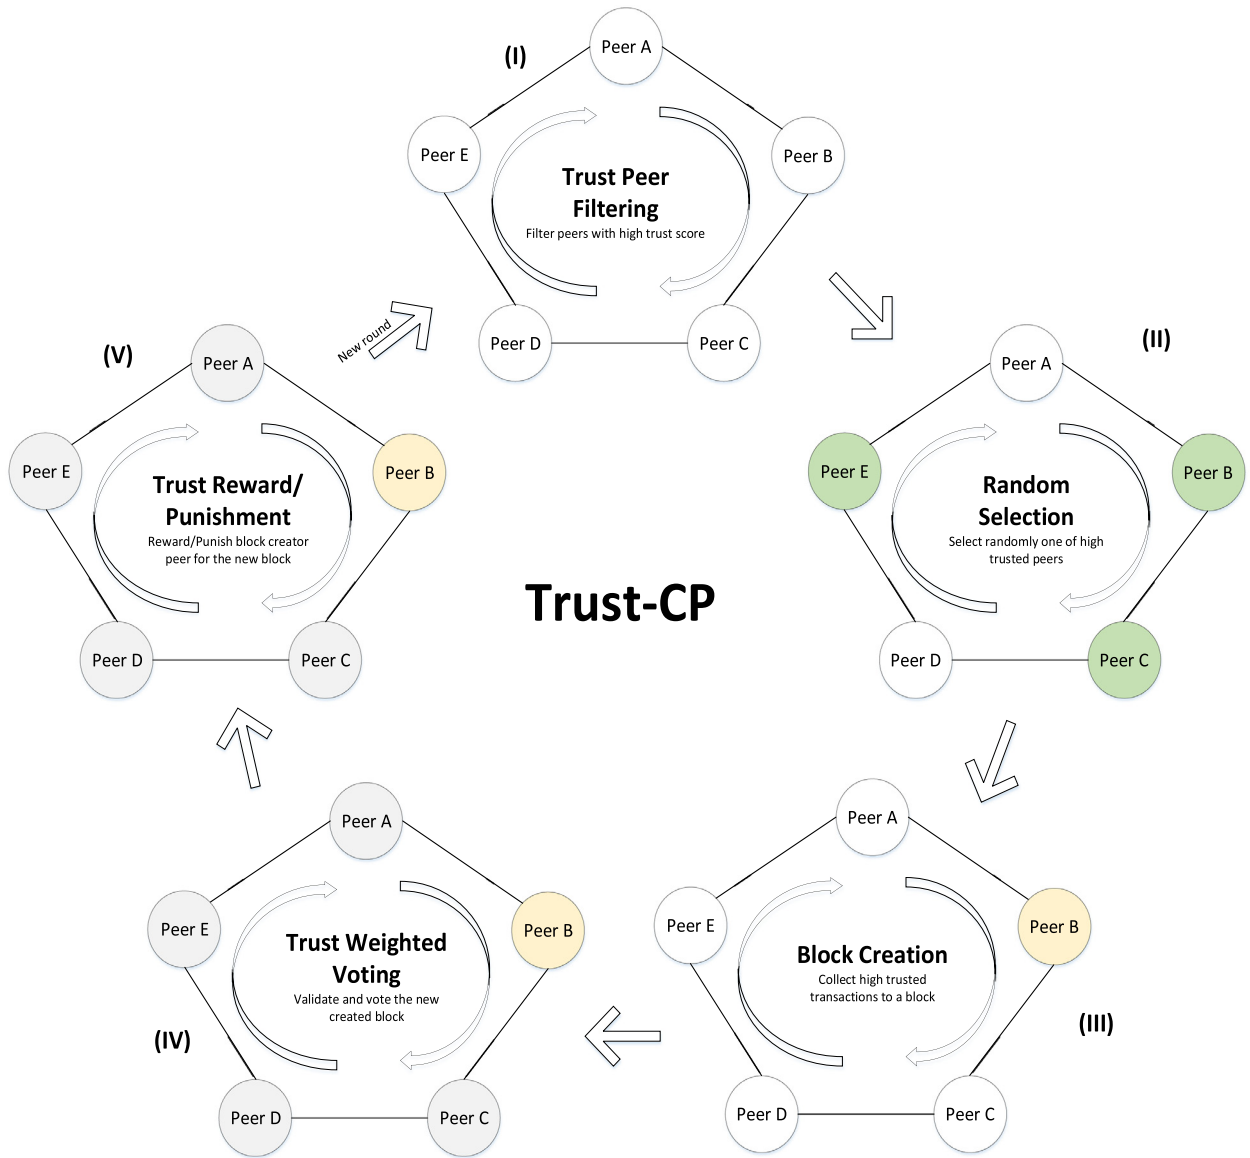 (I)
Peer A
Peer E
Peer B
Trust Peer
Filtering
Filter peers with high trust score
Peer D
Peer C
New round
(II)
Peer A
Peer E
Peer B
Random
Selection
Select randomly one of high
trusted peers
Peer D
Peer C
(III)
Peer A
Peer E
Peer B
Block Creation
Collect high trusted
transactions to a block
Peer D
Peer C
(IV)
Peer A
Peer E
Peer B
Trust Weighted
Voting
Validate and vote the new
created block
Peer D
Peer C
(V)
Peer A
Peer E
Peer B
Trust Reward/
Punishment
Reward/Punish block creator
peer for the new block
Peer D
Peer C
Trust-CP